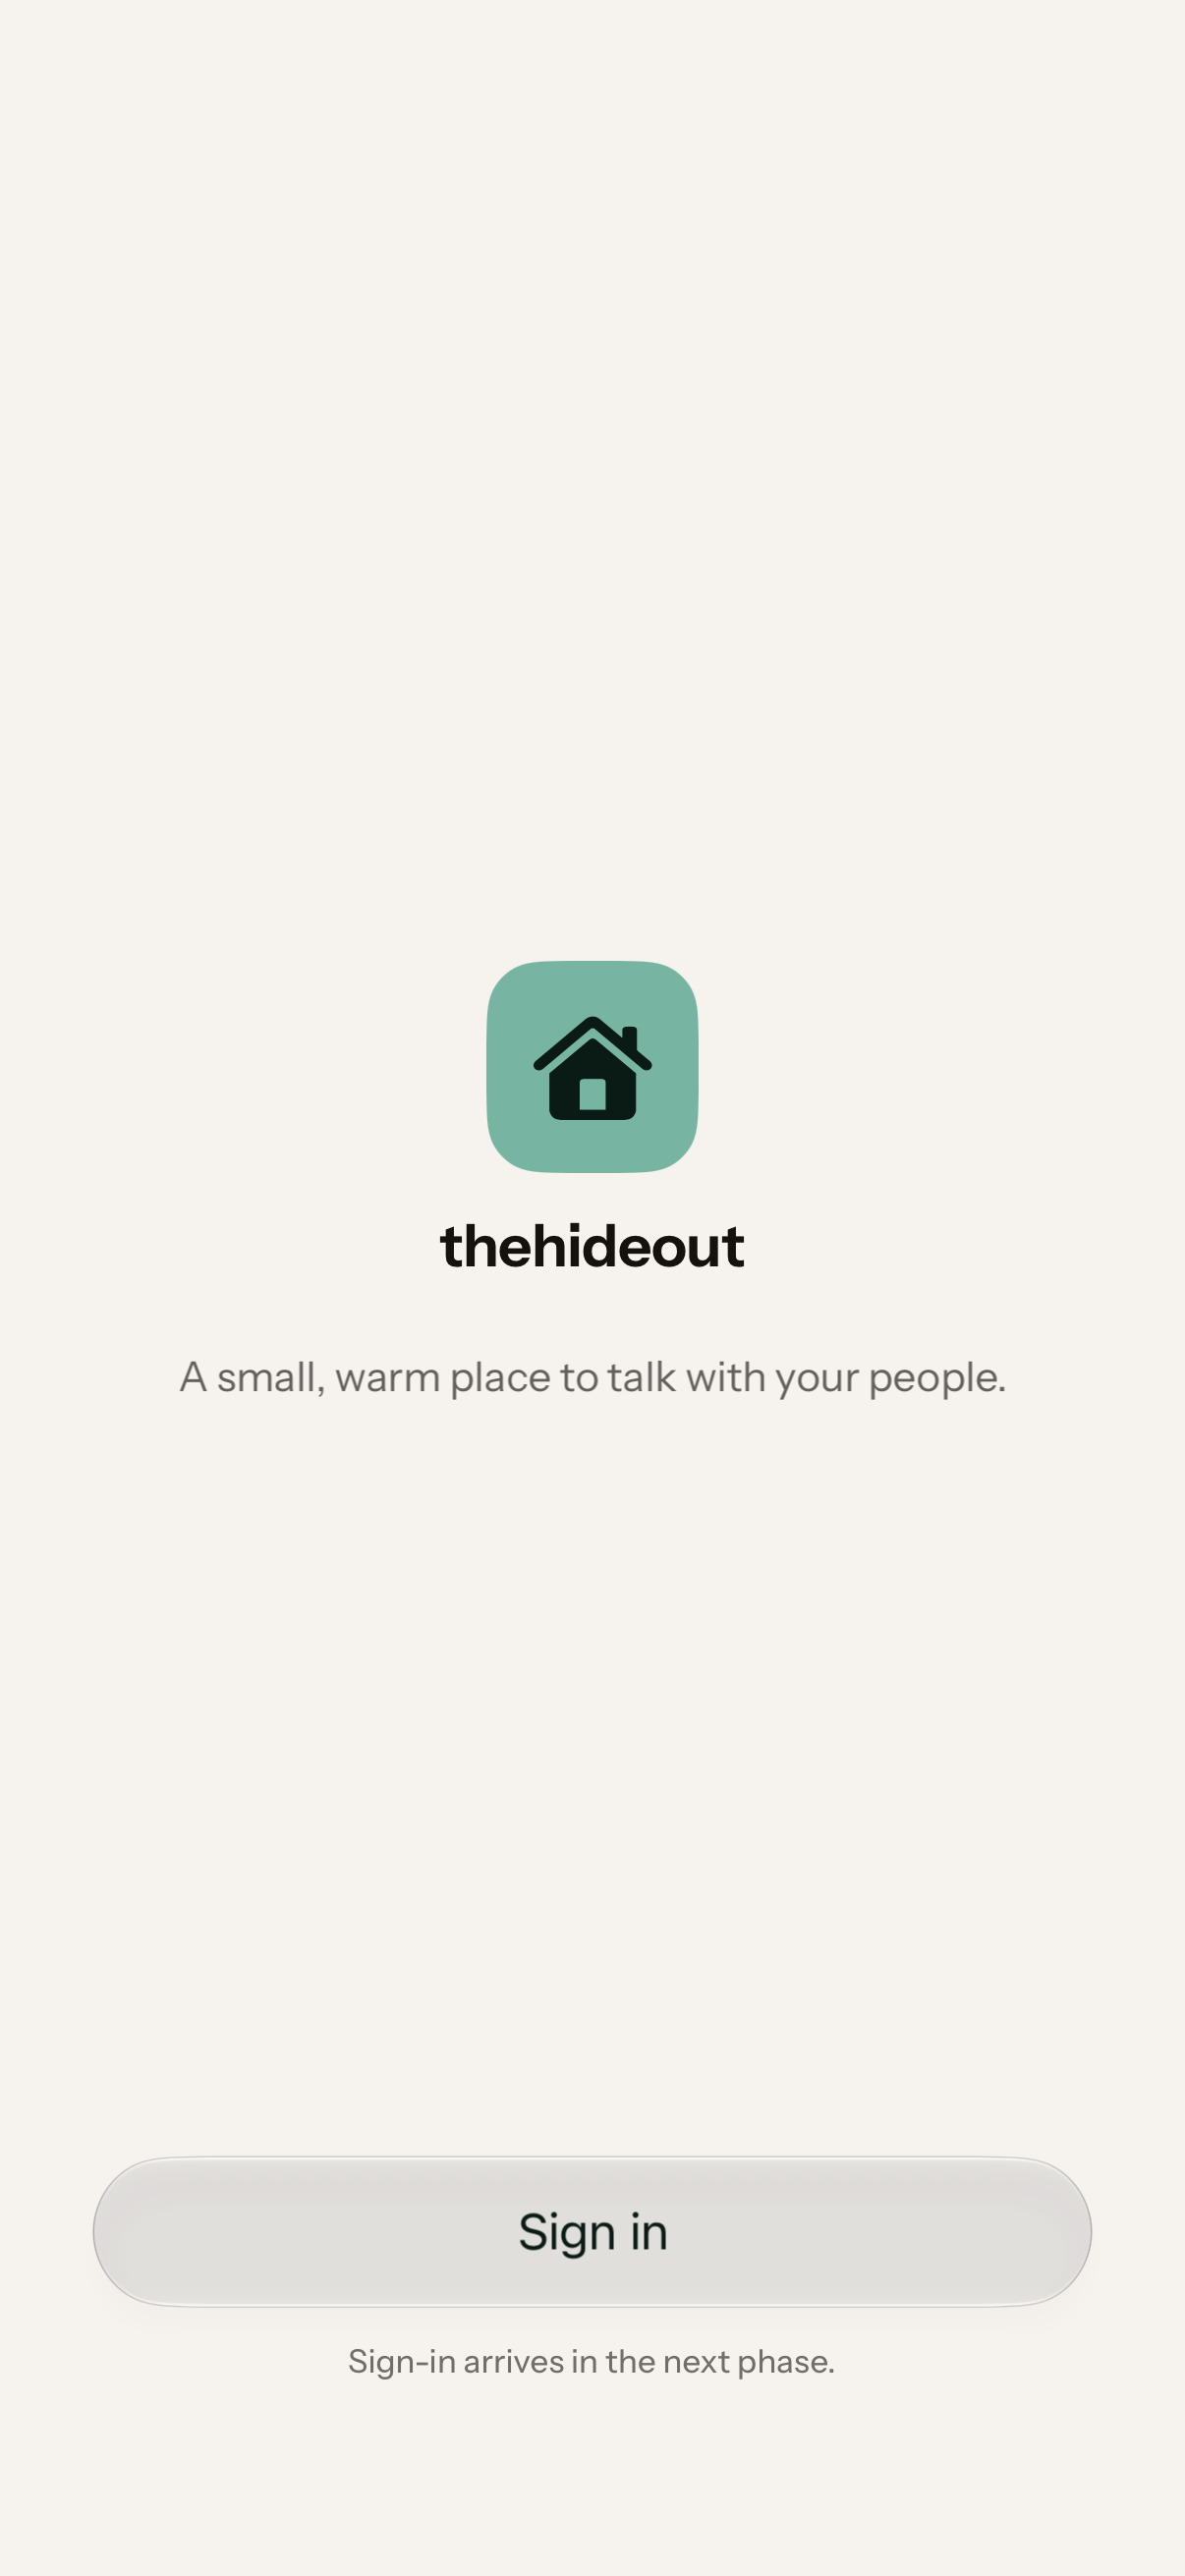 thehideout
A small, warm place to talk with your people.
Sign in
Sign-in arrives in the next phase.